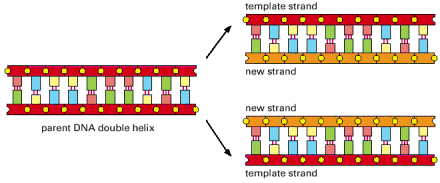 template strand
new strand
parent DNA double helix
new strand
template strand